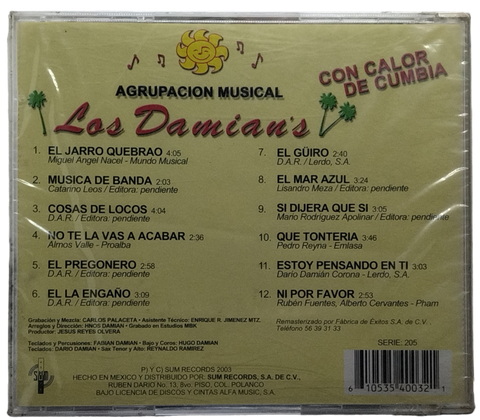 AGRUPACION MUSICAL
Los Damian's
CON CALOR
DE CUMBIA
1. EL JARRO QUEBRAO 4:05
Miguel Angel Nacel - Mundo Musical
2. MUSICA DE BANDA 2:03
Catarino Leos / Editora: pendiente
3. COSAS DE LOCOS 4:04
D.A.R. / Editora: pendiente
4. NO TE LA VAS A ACABAR 2:36
Almos Valle - Proalba
5. EL PREGONERO 2:58
D.A.R. / Editora: pendiente
6. EL LA ENGAÑO 3:09
D.A.R. / Editora: pendiente
7. EL GÜIRO 2:40
D.A.R. / Lerdo, S.A.
8. EL MAR AZUL 3:24
Lisandro Meza / Editora: pendiente
9. SI DIJERA QUE SI 3:05
Mario Rodriguez Apolinar / Editora: pendiente
10. QUE TONTERIA 3:46
Pedro Reyna - Emlasa
11. ESTOY PENSANDO EN TI 3:03
Darío Damián Corona - Lerdo, S.A.
12. NI POR FAVOR 2:53
Rubén Fuentes, Alberto Cervantes - Pham
Grabación y Mezcla: CARLOS PALACETA • Asistente Técnico: ENRIQUE R. JIMENEZ MTZ.
Arreglos y Dirección: HNOS DAMIAN • Grabado en Estudios MBK
Productor: JESUS REYES OLVERA
Teclados y Percusiones: FABIAN DAMIAN • Bajo y Coros: HUGO DAMIAN
Teclados: DARIO DAMIAN • Sax Tenor y Alto: REYNALDO RAMIREZ
Remasterizado por Fábrica de Éxitos S.A. de C.V.,
Teléfono 56 39 31 33
SERIE: 205
SUM
P) Y C) SUM RECORDS 2003
HECHO EN MEXICO Y DISTRIBUIDO POR: SUM RECORDS, S.A. DE C.V.,
RUBEN DARIO No. 13, 8vo. PISO, COL. POLANCO
BAJO LICENCIA DE DISCOS Y CINTAS ALFA MUSIC, S.A.
6 10535 40032 1